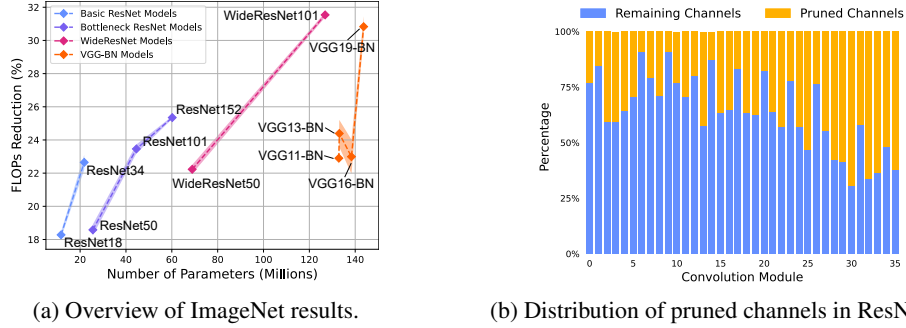 Basic ResNet Models
Bottleneck ResNet Models
WideResNet Models
VGG-BN Models
WideResNet101
VGG19-BN
ResNet152
ResNet101
VGG13-BN
VGG11-BN
ResNet34
WideResNet50
VGG16-BN
ResNet50
ResNet18
FLOPs Reduction (%)
32
30
28
26
24
22
20
18
20 40 60 80 100 120 140
Number of Parameters (Millions)
(a) Overview of ImageNet results.
Remaining Channels Pruned Channels
Percentage
100%
75%
50%
25%
0%
0 5 10 15 20 25 30 35
Convolution Module
(b) Distribution of pruned channels in ResN